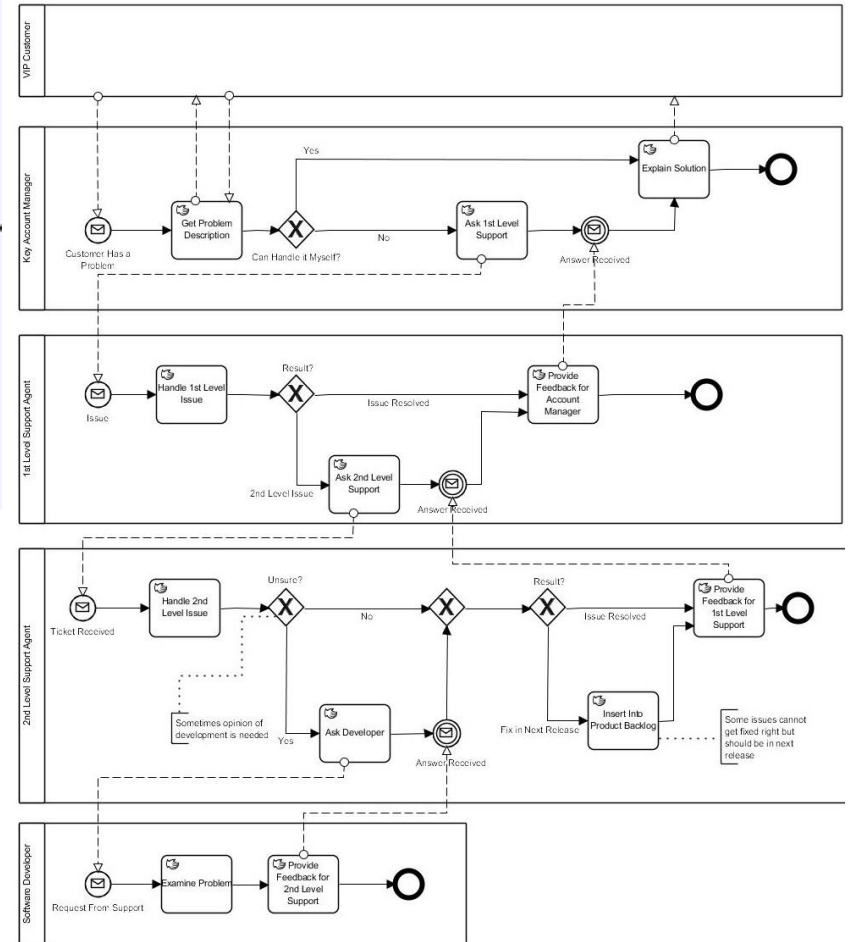 VIP Customer
Key Account Manager
Customer Has a
Problem
Get Problem
Description
Yes
Can Handle it Myself?
No
Ask 1st Level
Support
Answer Received
Explain Solution
1st Level Support Agent
Issue
Handle 1st Level
Issue
Result?
Issue Resolved
2nd Level Issue
Ask 2nd Level
Support
Answer Received
Provide
Feedback for
Account
Manager
2nd Level Support Agent
Ticket Received
Handle 2nd
Level Issue
Unsure?
No
Sometimes opinion of
development is needed
Yes
Ask Developer
Answer Received
Result?
Issue Resolved
Fix in Next Release
Insert Into
Product Backlog
Provide
Feedback for
1st Level
Support
Some issues cannot
get fixed right but
should be in next
release
Software Developer
Request From Support
Examine Problem
Provide
Feedback for
2nd Level
Support